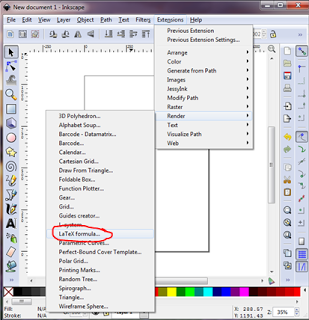 New document 1 - Inkscape
File Edit View Layer Object Path Text Filters Extensions Help
Previous Extension
Previous Extension Settings...
Arrange
Color
Generate from Path
Images
JessyInk
Modify Path
Raster
Render
Text
Visualize Path
Web
3D Polyhedron...
Alphabet Soup...
Barcode - Datamatrix...
Barcode...
Calendar...
Cartesian Grid...
Draw From Triangle...
Foldable Box...
Function Plotter...
Gear...
Grid...
Guides creator...
L-system...
LaTeX formula...
Parametric Curves...
Perfect-Bound Cover Template...
Polar Grid...
Printing Marks...
Random Tree...
Spirograph...
Triangle...
Wireframe Sphere...
Fill:
Stroke:
X: 208.57
Y: 1191.43
Z: 35%